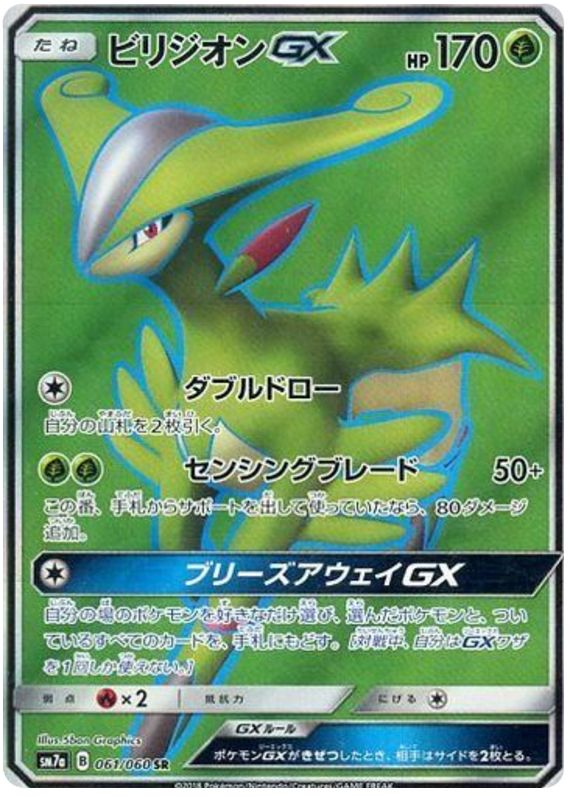 たね ビリジオンGX HP 170
ダブルドロー
自分の山札を2枚引く。
センシングブレード 50+
この番、手札からサポートを出して使っていたなら、80ダメージ
追加。
ブリーズアウェイGX
自分の場のポケモンを好きなだけ選び、選んだポケモンと、つい
ているすべてのカードを、手札にもどす。[対戦中、自分はGXワザ
を1回しか使えない。]
弱点 ×2 抵抗力 にげる
Illus. 5ban Graphics
GXルール
sm7a B 061/060 SR
ポケモンGXがきぜつしたとき、相手はサイドを2枚とる。
©2018 Pokémon/Nintendo/Creatures/GAME FREAK